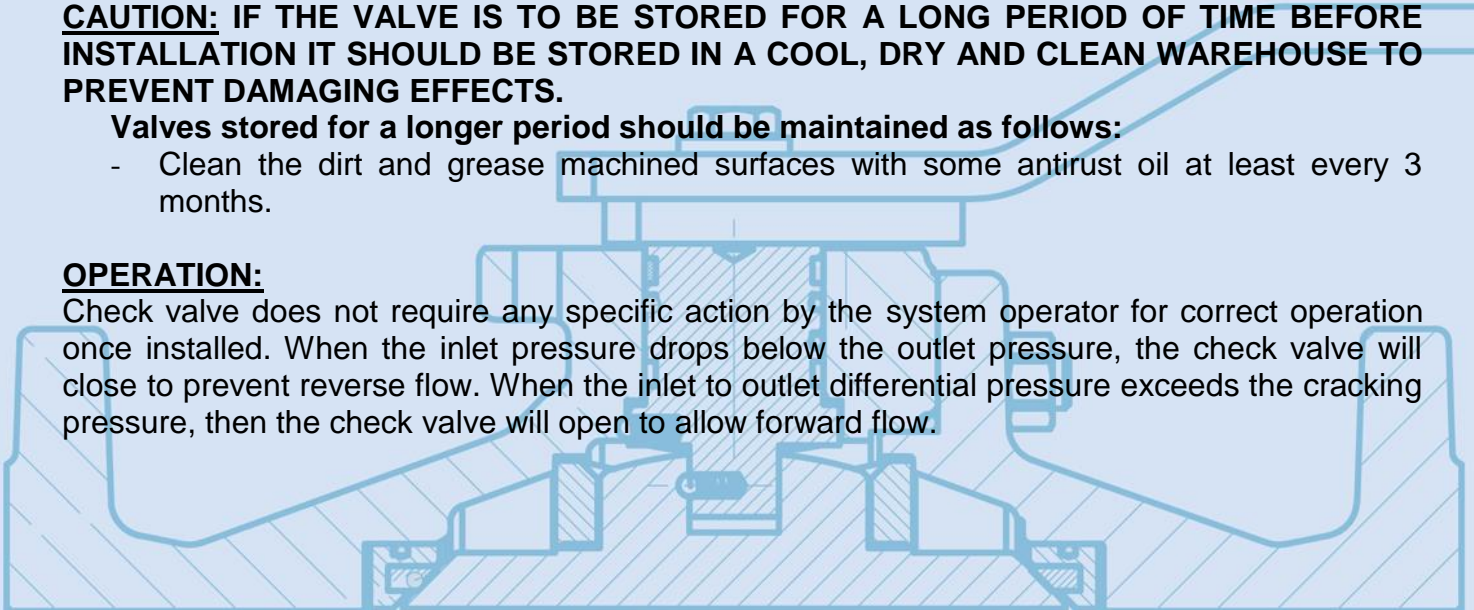 CAUTION: IF THE VALVE IS TO BE STORED FOR A LONG PERIOD OF TIME BEFORE
INSTALLATION IT SHOULD BE STORED IN A COOL, DRY AND CLEAN WAREHOUSE TO
PREVENT DAMAGING EFFECTS.
Valves stored for a longer period should be maintained as follows:
- Clean the dirt and grease machined surfaces with some antirust oil at least every 3
months.
OPERATION:
Check valve does not require any specific action by the system operator for correct operation
once installed. When the inlet pressure drops below the outlet pressure, the check valve will
close to prevent reverse flow. When the inlet to outlet differential pressure exceeds the cracking
pressure, then the check valve will open to allow forward flow.